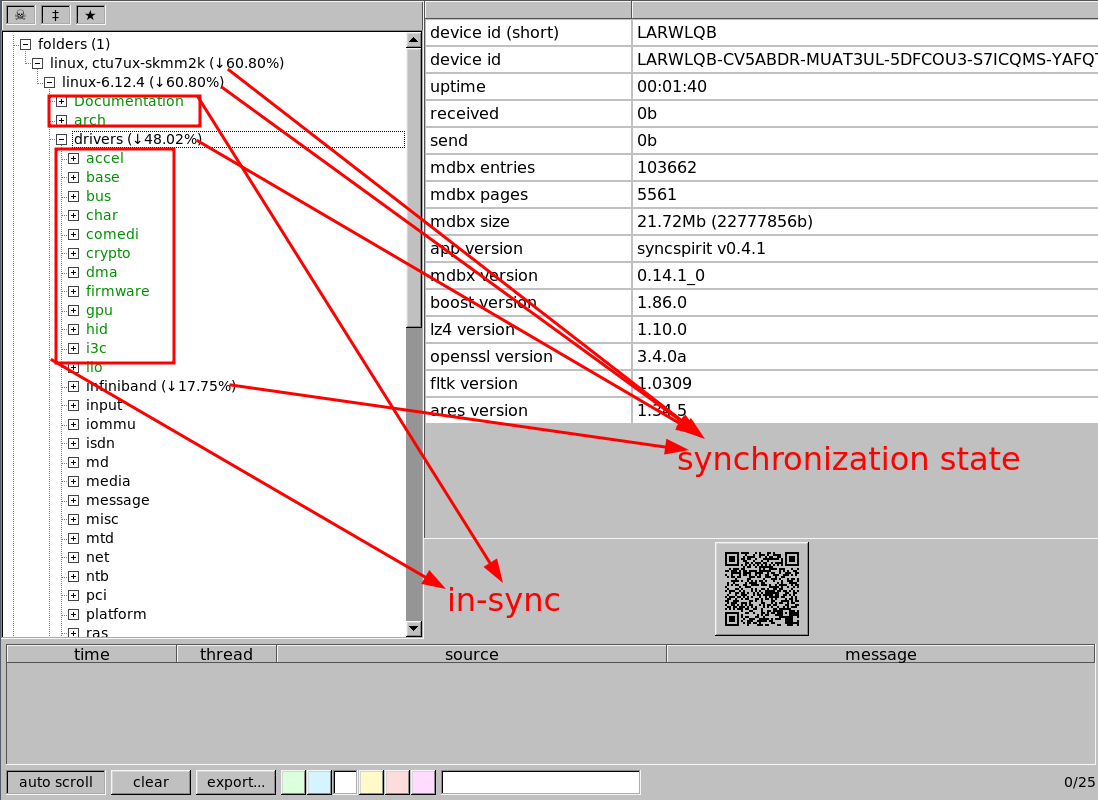 ☠ ‡ ★
folders (1)
linux, ctu7ux-skmm2k (↓60.80%)
linux-6.12.4 (↓60.80%)
Documentation
arch
drivers (↓48.02%)
accel
base
bus
char
comedi
crypto
dma
firmware
gpu
hid
i3c
iio
infiniband (↓17.75%)
input
iommu
isdn
md
media
message
misc
mtd
net
ntb
pci
platform
ras
device id (short) LARWLQB
device id LARWLQB-CV5ABDR-MUAT3UL-5DFCOU3-S7ICQMS-YAFQT
uptime 00:01:40
received 0b
send 0b
mdbx entries 103662
mdbx pages 5561
mdbx size 21.72Mb (22777856b)
app version syncspirit v0.4.1
mdbx version 0.14.1_0
boost version 1.86.0
lz4 version 1.10.0
openssl version 3.4.0a
fltk version 1.0309
ares version 1.34.5
synchronization state
in-sync
time thread source message
auto scroll clear export... 0/25